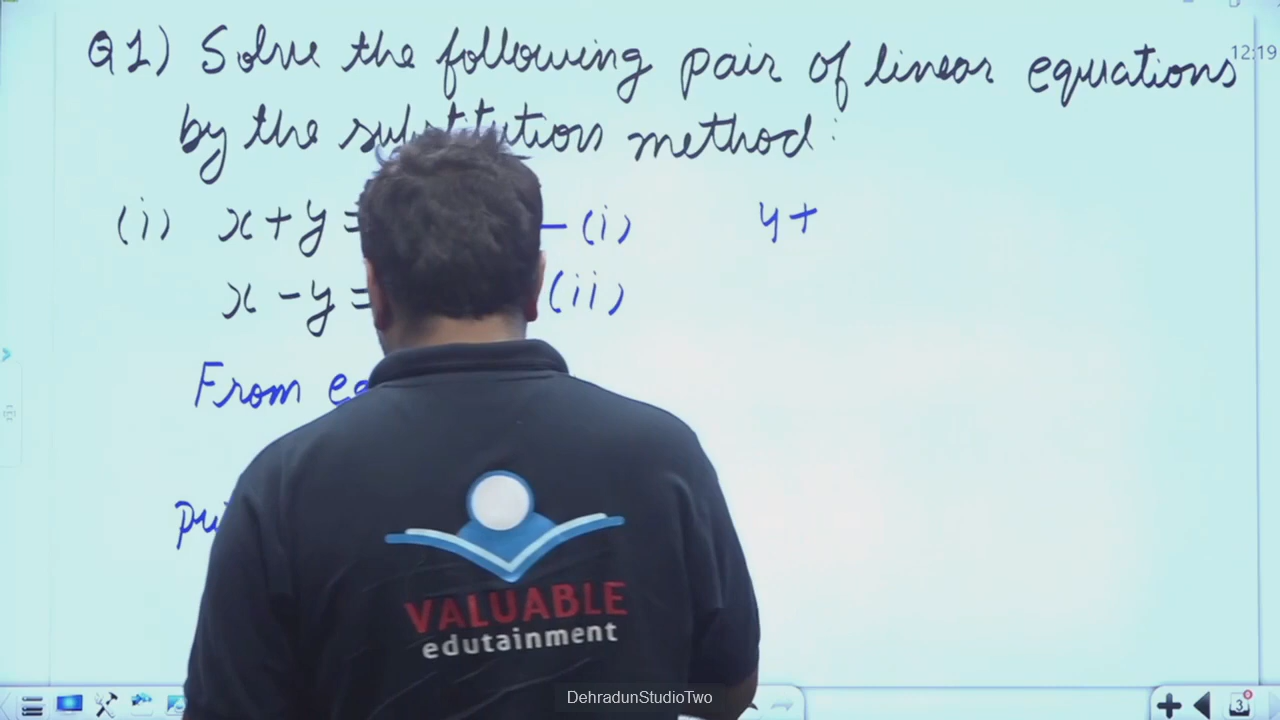 Q1) Solve the following pair of linear equations
12:19
by the substitution method:
(i) x + y = — (i) y +
x - y = (ii)
From
VALUABLE
edutainment
DehradunStudioTwo
3